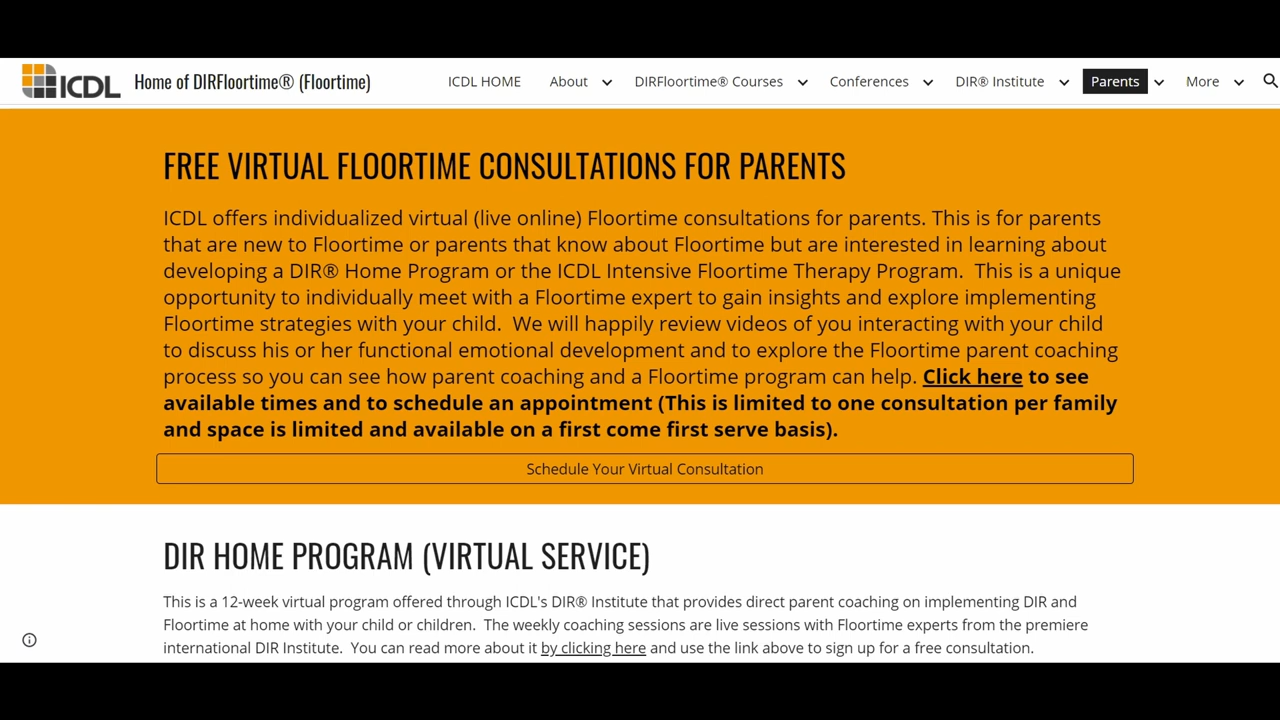 ICDL Home of DIRFloortime® (Floortime) ICDL HOME About DIRFloortime® Courses Conferences DIR® Institute Parents More
FREE VIRTUAL FLOORTIME CONSULTATIONS FOR PARENTS
ICDL offers individualized virtual (live online) Floortime consultations for parents. This is for parents
that are new to Floortime or parents that know about Floortime but are interested in learning about
developing a DIR® Home Program or the ICDL Intensive Floortime Therapy Program.  This is a unique
opportunity to individually meet with a Floortime expert to gain insights and explore implementing
Floortime strategies with your child.  We will happily review videos of you interacting with your child
to discuss his or her functional emotional development and to explore the Floortime parent coaching
process so you can see how parent coaching and a Floortime program can help. Click here to see
available times and to schedule an appointment (This is limited to one consultation per family
and space is limited and available on a first come first serve basis).
Schedule Your Virtual Consultation
DIR HOME PROGRAM (VIRTUAL SERVICE)
This is a 12-week virtual program offered through ICDL's DIR® Institute that provides direct parent coaching on implementing DIR and
Floortime at home with your child or children.  The weekly coaching sessions are live sessions with Floortime experts from the premiere
international DIR Institute.  You can read more about it by clicking here and use the link above to sign up for a free consultation.